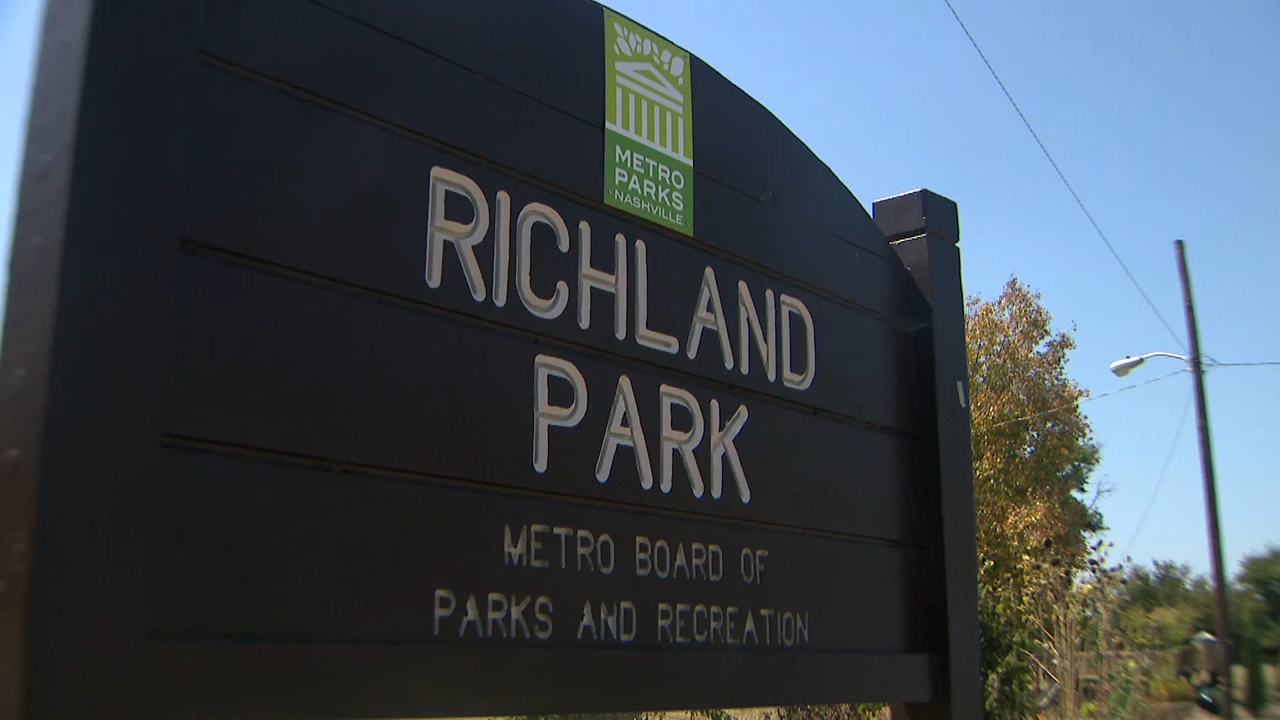 METRO
PARKS
NASHVILLE
RICHLAND
PARK
METRO BOARD OF
PARKS AND RECREATION